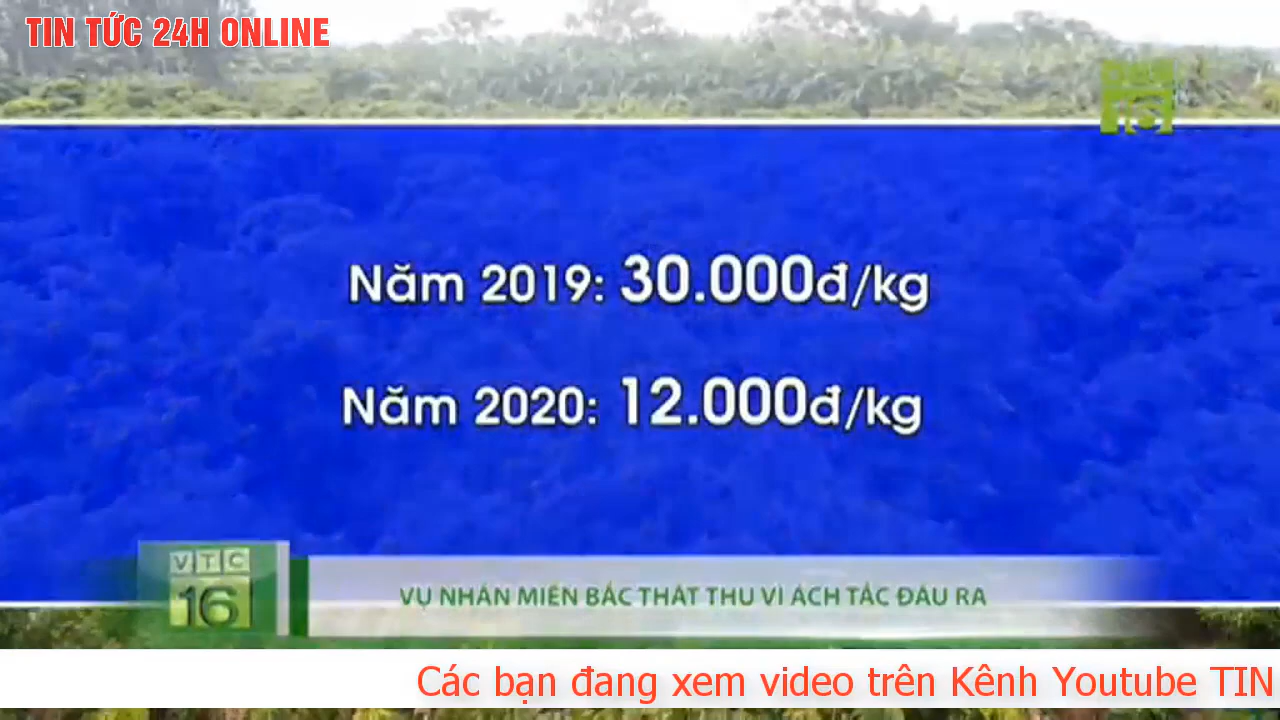 TIN TỨC 24H ONLINE
16
Năm 2019: 30.000đ/kg
Năm 2020: 12.000đ/kg
VTC
16
VỤ NHÃN MIỀN BẮC THẤT THU VÌ ÁCH TẮC ĐẦU RA
Các bạn đang xem video trên Kênh Youtube TIN